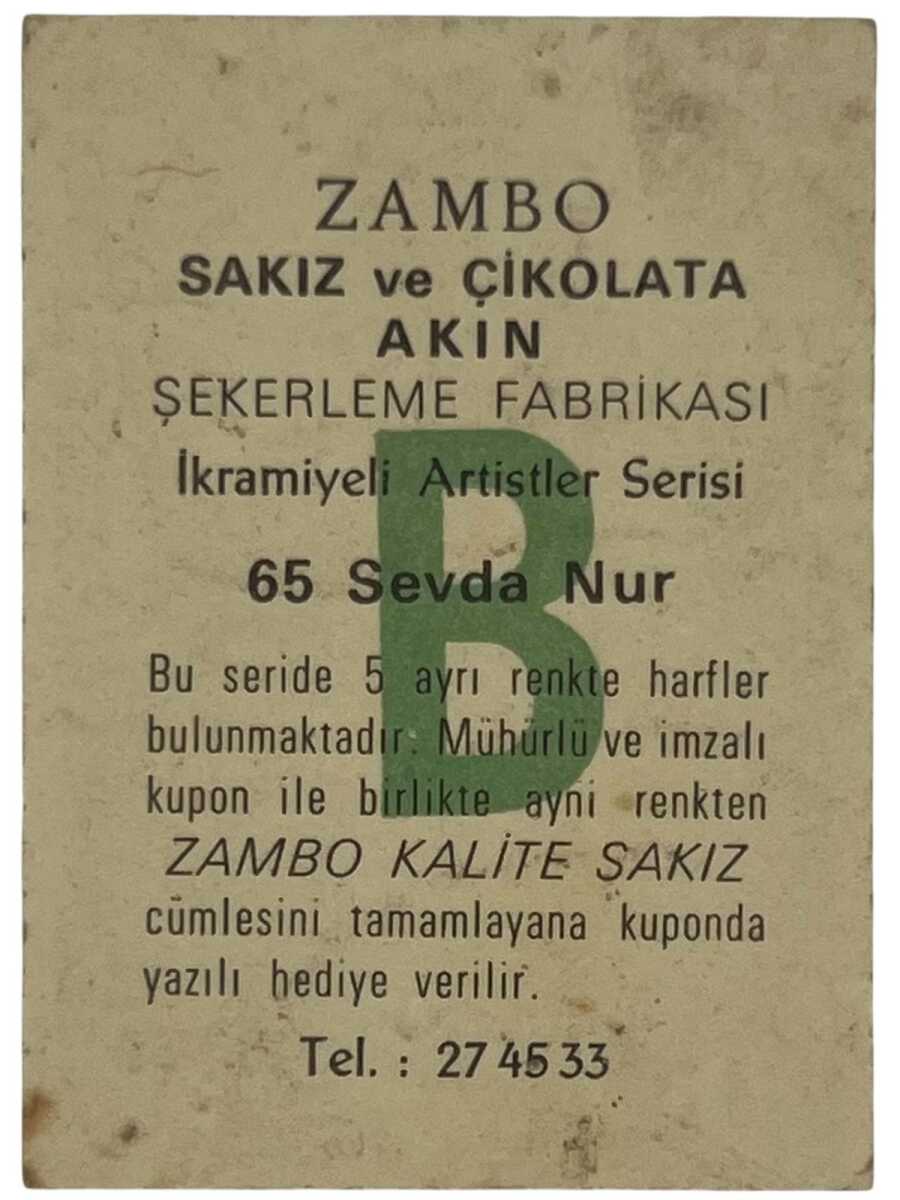 ZAMBO
SAKIZ ve ÇİKOLATA
AKIN
ŞEKERLEME FABRİKASI
İkramiyeli Artistler Serisi
65 Sevda Nur
B
Bu seride 5 ayrı renkte harfler
bulunmaktadır. Mühürlü ve imzalı
kupon ile birlikte ayni renkten
ZAMBO KALİTE SAKIZ
cümlesini tamamlayana kuponda
yazılı hediye verilir.
Tel. : 27 45 33